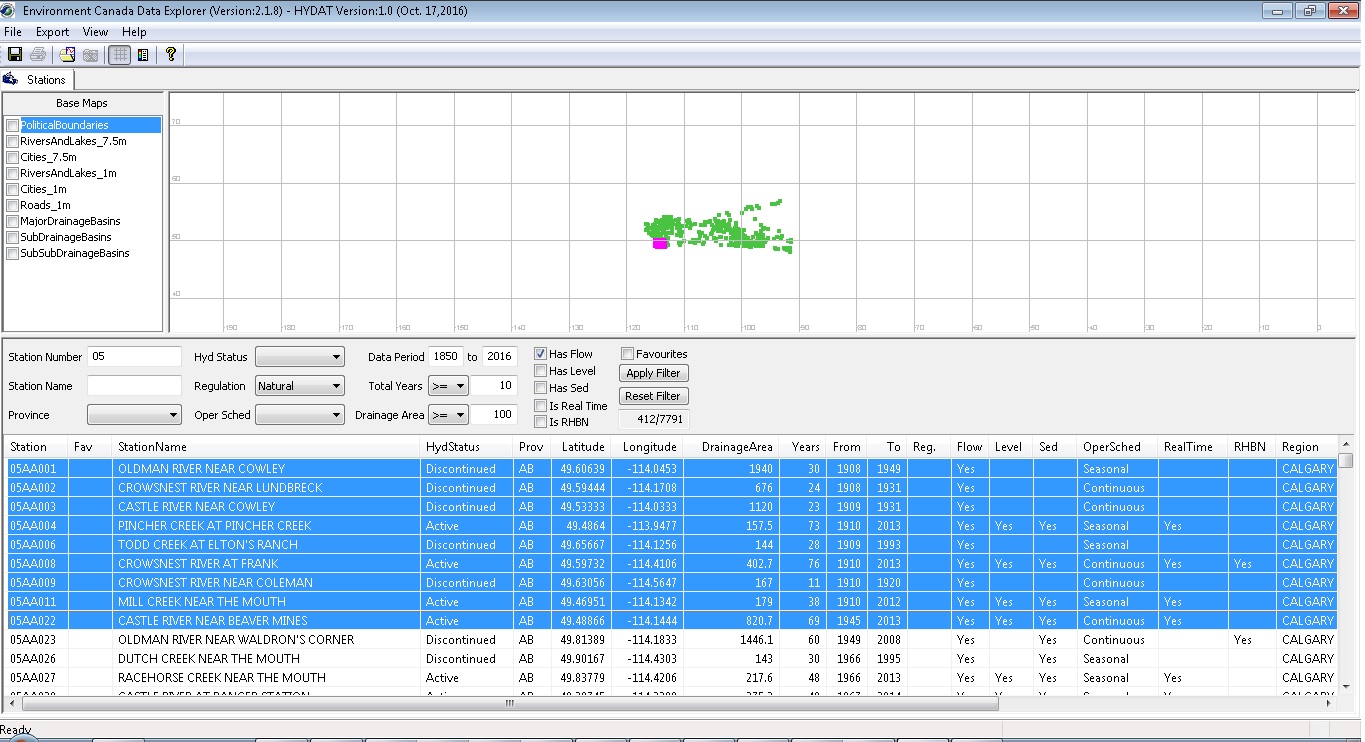 Environment Canada Data Explorer (Version:2.1.8) - HYDAT Version:1.0 (Oct. 17,2016)
File Export View Help
Stations
Base Maps
PoliticalBoundaries
RiversAndLakes_7.5m
Cities_7.5m
RiversAndLakes_1m
Cities_1m
Roads_1m
MajorDrainageBasins
SubDrainageBasins
SubSubDrainageBasins
70
60
50
40
-190 -180 -170 -160 -150 -140 -130 -120 -110 -100 -90 -80 -70 -60 -50 -40 -30 -20 -10 0
Station Number 05 Hyd Status Data Period 1850 to 2016 Has Flow Favourites
Has Level Apply Filter
Station Name Regulation Natural Total Years >= 10 Has Sed
Reset Filter
Is Real Time
Province Oper Sched Drainage Area >= 100 Is RHBN 412/7791
Station Fav StationName HydStatus Prov Latitude Longitude DrainageArea Years From To Reg. Flow Level Sed OperSched RealTime RHBN Region
05AA001 OLDMAN RIVER NEAR COWLEY Discontinued AB 49.60639 -114.0453 1940 30 1908 1949 Yes Seasonal CALGARY
05AA002 CROWSNEST RIVER NEAR LUNDBRECK Discontinued AB 49.59444 -114.1708 676 24 1908 1931 Yes Continuous CALGARY
05AA003 CASTLE RIVER NEAR COWLEY Discontinued AB 49.53333 -114.0333 1120 23 1909 1931 Yes Continuous CALGARY
05AA004 PINCHER CREEK AT PINCHER CREEK Active AB 49.4864 -113.9477 157.5 73 1910 2013 Yes Yes Yes Seasonal Yes CALGARY
05AA006 TODD CREEK AT ELTON'S RANCH Discontinued AB 49.65667 -114.1256 144 28 1909 1993 Yes Seasonal CALGARY
05AA008 CROWSNEST RIVER AT FRANK Active AB 49.59732 -114.4106 402.7 76 1910 2013 Yes Yes Yes Continuous Yes Yes CALGARY
05AA009 CROWSNEST RIVER NEAR COLEMAN Discontinued AB 49.63056 -114.5647 167 11 1910 1920 Yes Continuous CALGARY
05AA011 MILL CREEK NEAR THE MOUTH Active AB 49.46951 -114.1342 179 38 1910 2012 Yes Yes Yes Seasonal Yes CALGARY
05AA022 CASTLE RIVER NEAR BEAVER MINES Active AB 49.48866 -114.1444 820.7 69 1945 2013 Yes Yes Yes Continuous Yes CALGARY
05AA023 OLDMAN RIVER NEAR WALDRON'S CORNER Discontinued AB 49.81389 -114.1833 1446.1 60 1949 2008 Yes Yes Continuous Yes CALGARY
05AA026 DUTCH CREEK NEAR THE MOUTH Discontinued AB 49.90167 -114.4303 143 30 1966 1995 Yes Yes Seasonal CALGARY
05AA027 RACEHORSE CREEK NEAR THE MOUTH Active AB 49.83779 -114.4206 217.6 48 1966 2013 Yes Yes Yes Seasonal Yes CALGARY
Ready